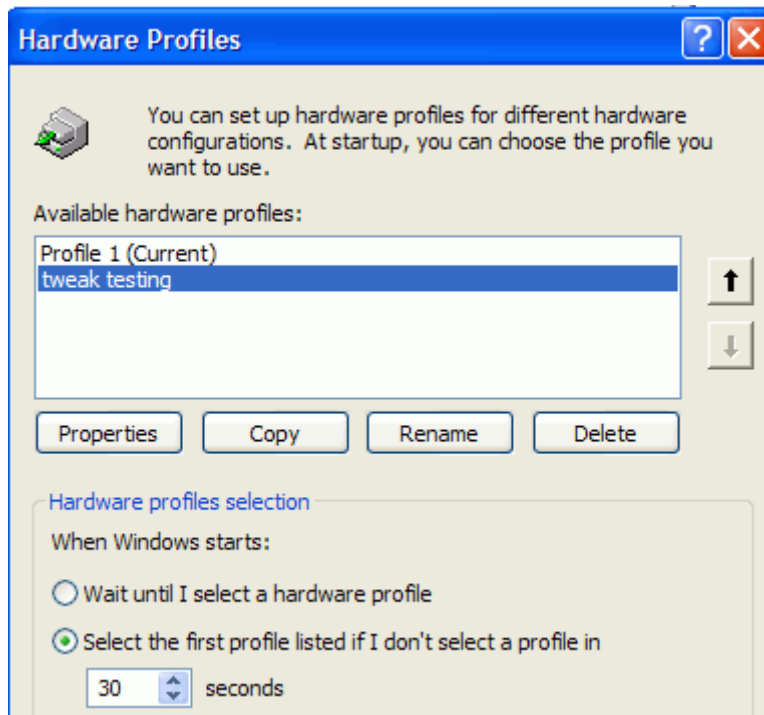 Hardware Profiles
You can set up hardware profiles for different hardware
configurations. At startup, you can choose the profile you
want to use.
Available hardware profiles:
Profile 1 (Current)
tweak testing
Properties Copy Rename Delete
Hardware profiles selection
When Windows starts:
Wait until I select a hardware profile
Select the first profile listed if I don't select a profile in
30 seconds